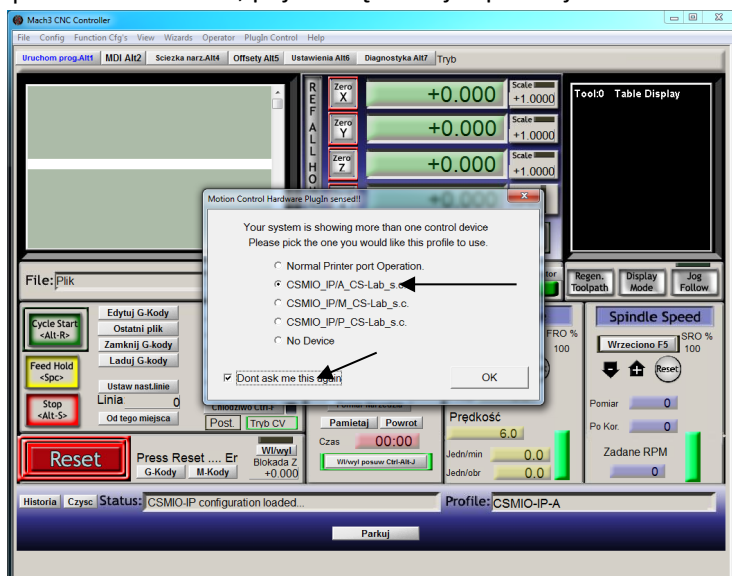 Mach3 CNC Controller
File Config Function Cfg's View Wizards Operator PlugIn Control Help
Uruchom prog.Alt1 MDI Alt2 Sciezka narz.Alt4 Offsety Alt5 Ustawienia Alt6 Diagnostyka Alt7 Tryb
REF ALL HO
Zero X +0.000 Scale +1.0000
Zero Y +0.000 Scale +1.0000
Zero Z +0.000 Scale +1.0000
+0.000
Tool:0 Table Display
Motion Control Hardware PlugIn sensed!!
Your system is showing more than one control device
Please pick the one you would like this profile to use.
Normal Printer port Operation.
CSMIO_IP/A_CS-Lab_s.c.
CSMIO_IP/M_CS-Lab_s.c.
CSMIO_IP/P_CS-Lab_s.c.
No Device
Dont ask me this again
OK
File: Plik
Regen. Toolpath
Display Mode
Jog Follow
Cycle Start <Alt-R>
Edytuj G-Kody
Ostatni plik
Zamknij G-kody
Laduj G-kody
Feed Hold <Spc>
Ustaw nast.linie
Linia 0
Stop <Alt-S>
Od tego miejsca
Chlodziwo Ctrl-F
Post. Tryb CV
Reset
Press Reset .... Er
G-Kody M-Kody
Wl/wyl
Blokada Z
+0.000
Pamietaj Powrot
Czas 00:00
Wl/wyl posuw Ctrl-Alt-J
FRO %
100
Prędkość
6.0
Jedn/min 0.0
Jedn/obr 0.0
Spindle Speed
Wrzeciono F5
SRO %
100
Reset
Pomiar 0
Po Kor. 0
Zadane RPM
0
Historia Czysc Status: CSMIO-IP configuration loaded...
Profile: CSMIO-IP-A
Parkuj